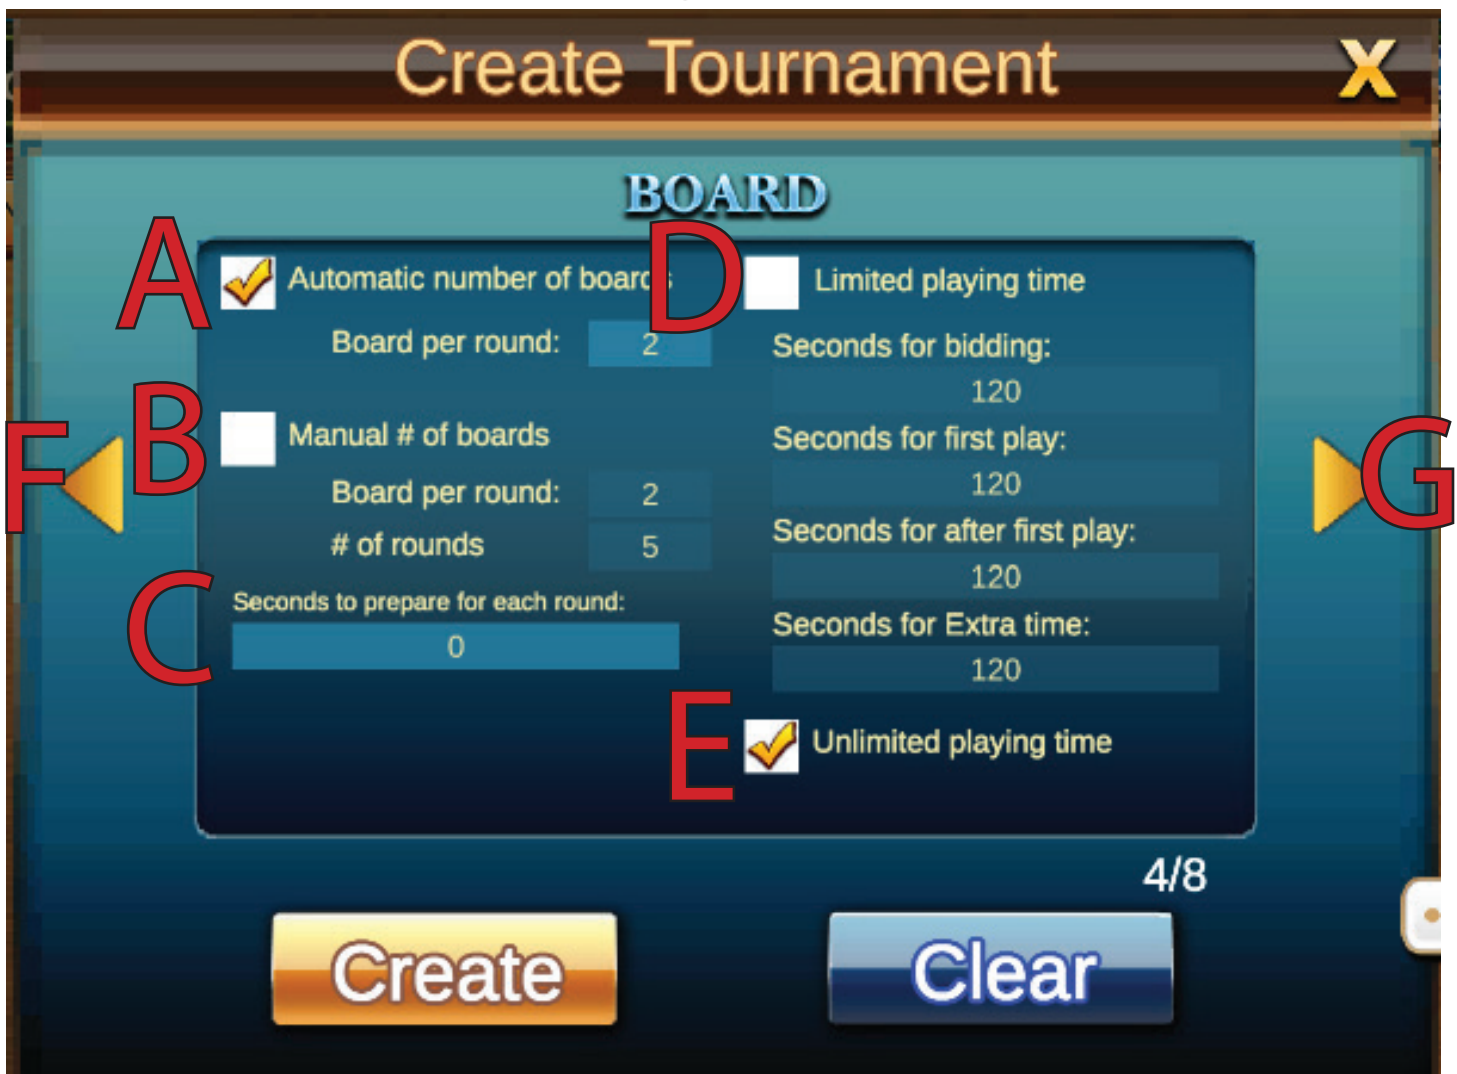 Create Tournament X
BOARD
A Automatic number of boards
Board per round: 2
B Manual # of boards
Board per round: 2
# of rounds 5
C Seconds to prepare for each round:
0
D Limited playing time
Seconds for bidding:
120
Seconds for first play:
120
Seconds for after first play:
120
Seconds for Extra time:
120
E Unlimited playing time
F
G
4/8
Create Clear